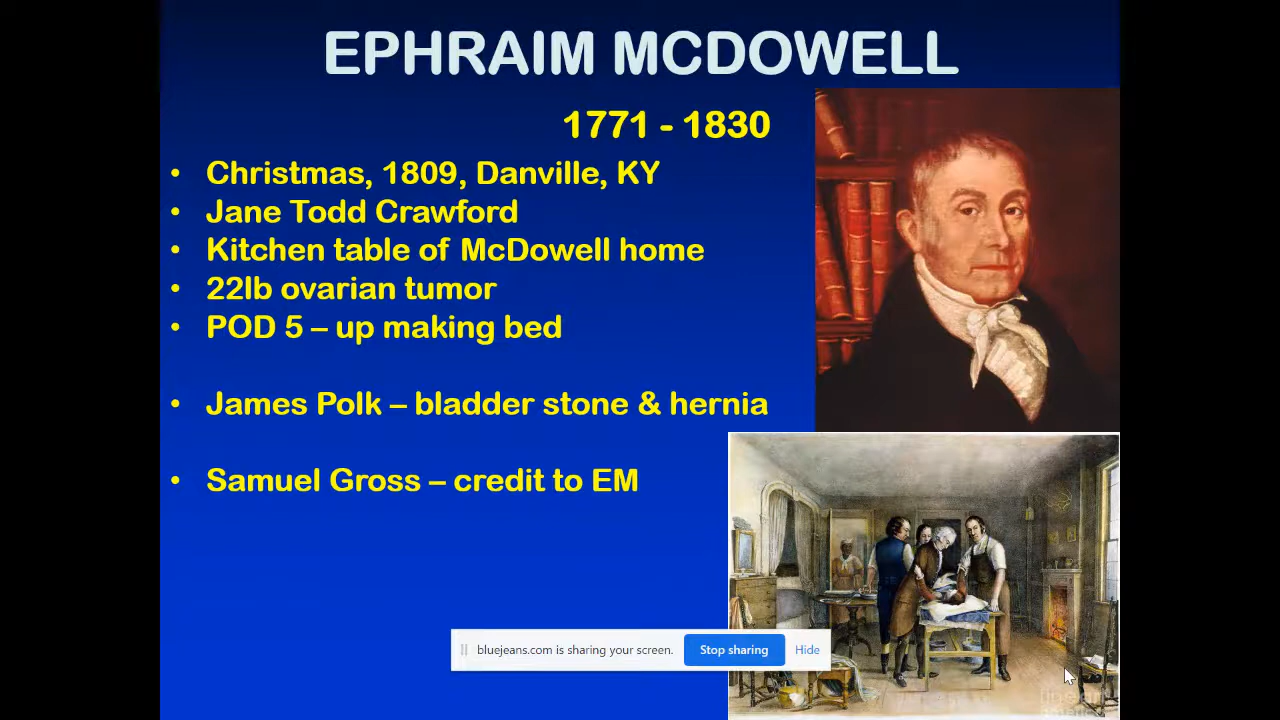 EPHRAIM MCDOWELL
1771 - 1830
• Christmas, 1809, Danville, KY
• Jane Todd Crawford
• Kitchen table of McDowell home
• 22lb ovarian tumor
• POD 5 – up making bed
• James Polk – bladder stone & hernia
• Samuel Gross – credit to EM
bluejeans.com is sharing your screen. Stop sharing Hide